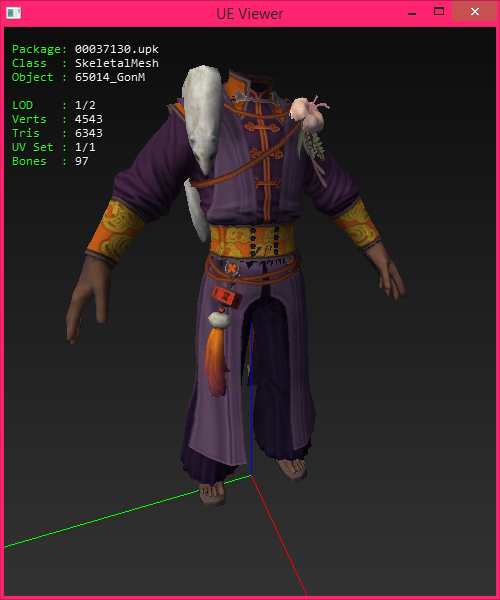 UE Viewer
Package: 00037130.upk
Class : SkeletalMesh
Object : 65014_GonM
LOD : 1/2
Verts : 4543
Tris : 6343
UV Set : 1/1
Bones : 97